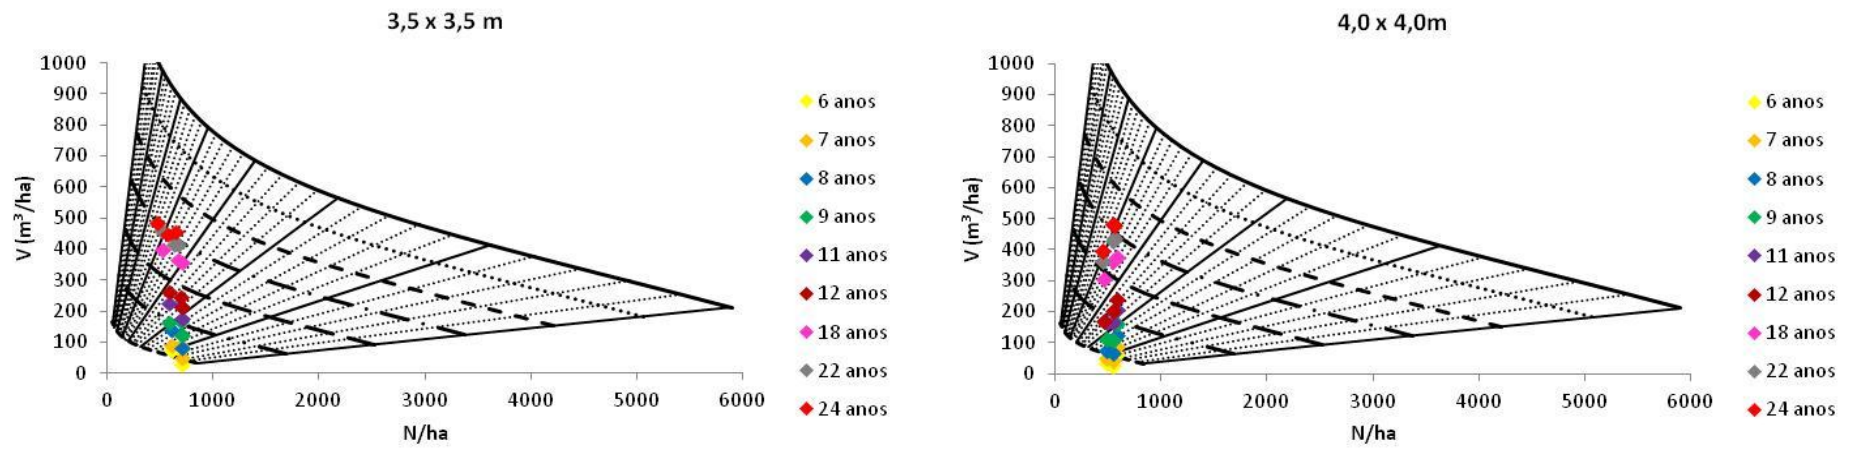 3,5 x 3,5 m
V (m³/ha)
1000
900
800
700
600
500
400
300
200
100
0
0 1000 2000 3000 4000 5000 6000
N/ha
6 anos
7 anos
8 anos
9 anos
11 anos
12 anos
18 anos
22 anos
24 anos
4,0 x 4,0m
V (m³/ha)
1000
900
800
700
600
500
400
300
200
100
0
0 1000 2000 3000 4000 5000 6000
N/ha
6 anos
7 anos
8 anos
9 anos
11 anos
12 anos
18 anos
22 anos
24 anos